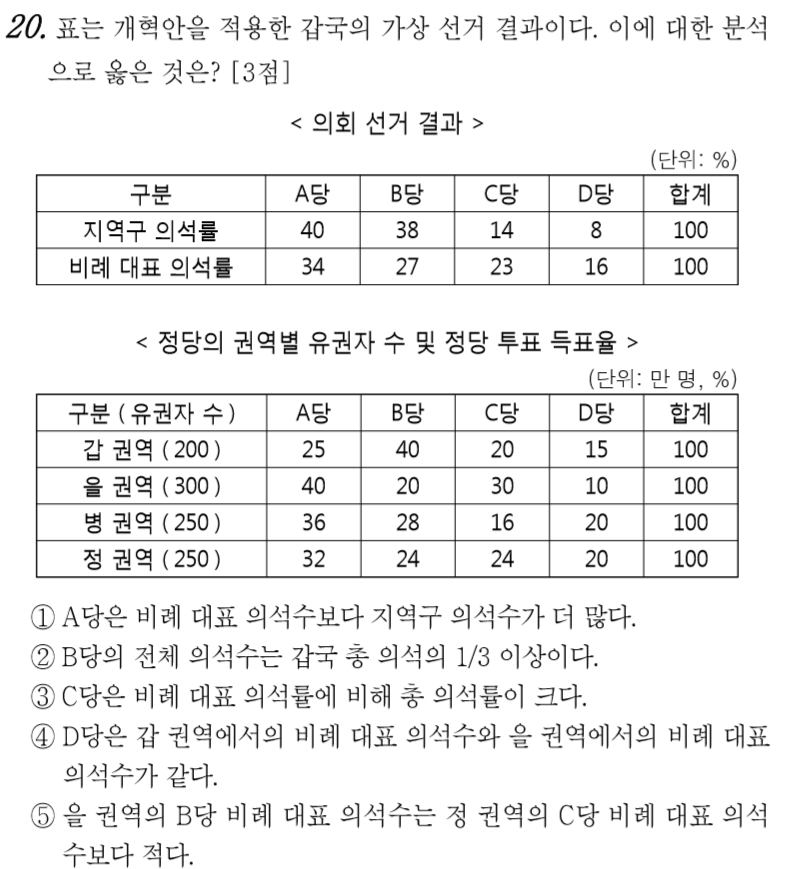 20. 표는 개혁안을 적용한 갑국의 가상 선거 결과이다. 이에 대한 분석
으로 옳은 것은? [3점]
< 의회 선거 결과 >
(단위: %)
구분 A당 B당 C당 D당 합계
지역구 의석률 40 38 14 8 100
비례 대표 의석률 34 27 23 16 100
< 정당의 권역별 유권자 수 및 정당 투표 득표율 >
(단위: 만 명, %)
구분 ( 유권자 수 ) A당 B당 C당 D당 합계
갑 권역 ( 200 ) 25 40 20 15 100
을 권역 ( 300 ) 40 20 30 10 100
병 권역 ( 250 ) 36 28 16 20 100
정 권역 ( 250 ) 32 24 24 20 100
① A당은 비례 대표 의석수보다 지역구 의석수가 더 많다.
② B당의 전체 의석수는 갑국 총 의석의 1/3 이상이다.
③ C당은 비례 대표 의석률에 비해 총 의석률이 크다.
④ D당은 갑 권역에서의 비례 대표 의석수와 을 권역에서의 비례 대표
의석수가 같다.
⑤ 을 권역의 B당 비례 대표 의석수는 정 권역의 C당 비례 대표 의석
수보다 적다.